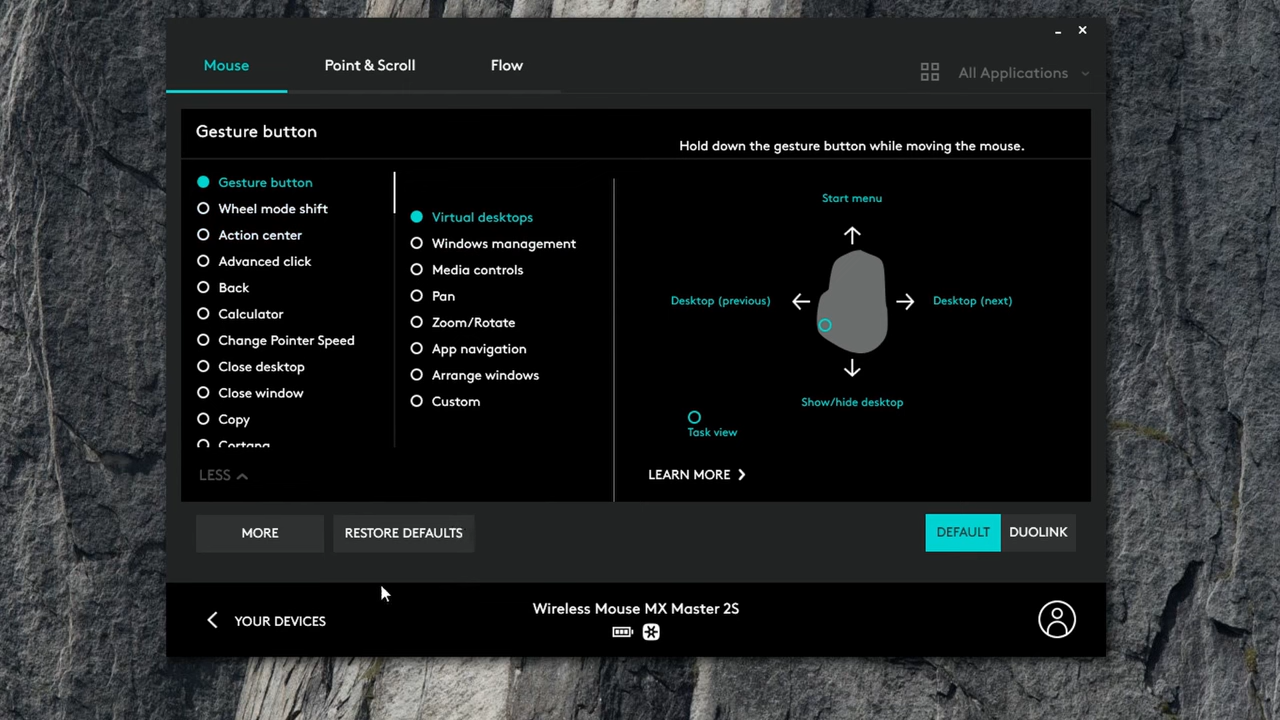 Mouse
Point & Scroll
Flow
All Applications
Gesture button
Hold down the gesture button while moving the mouse.
Gesture button
Wheel mode shift
Action center
Advanced click
Back
Calculator
Change Pointer Speed
Close desktop
Close window
Copy
Cortana
LESS
Virtual desktops
Windows management
Media controls
Pan
Zoom/Rotate
App navigation
Arrange windows
Custom
Start menu
Desktop (previous)
Desktop (next)
Show/hide desktop
Task view
LEARN MORE
MORE
RESTORE DEFAULTS
DEFAULT
DUOLINK
YOUR DEVICES
Wireless Mouse MX Master 2S